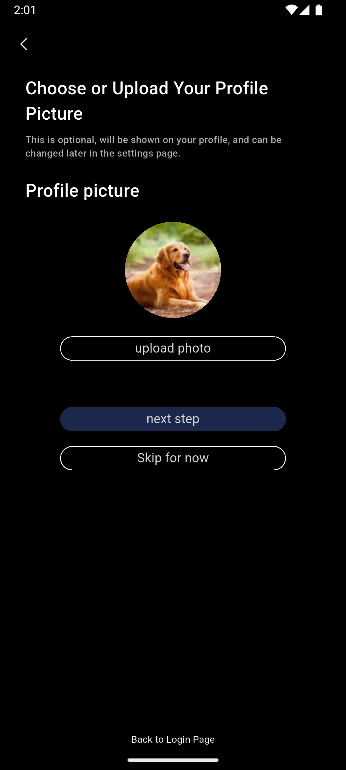 2:01
Choose or Upload Your Profile
Picture
This is optional, will be shown on your profile, and can be
changed later in the settings page.
Profile picture
upload photo
next step
Skip for now
Back to Login Page